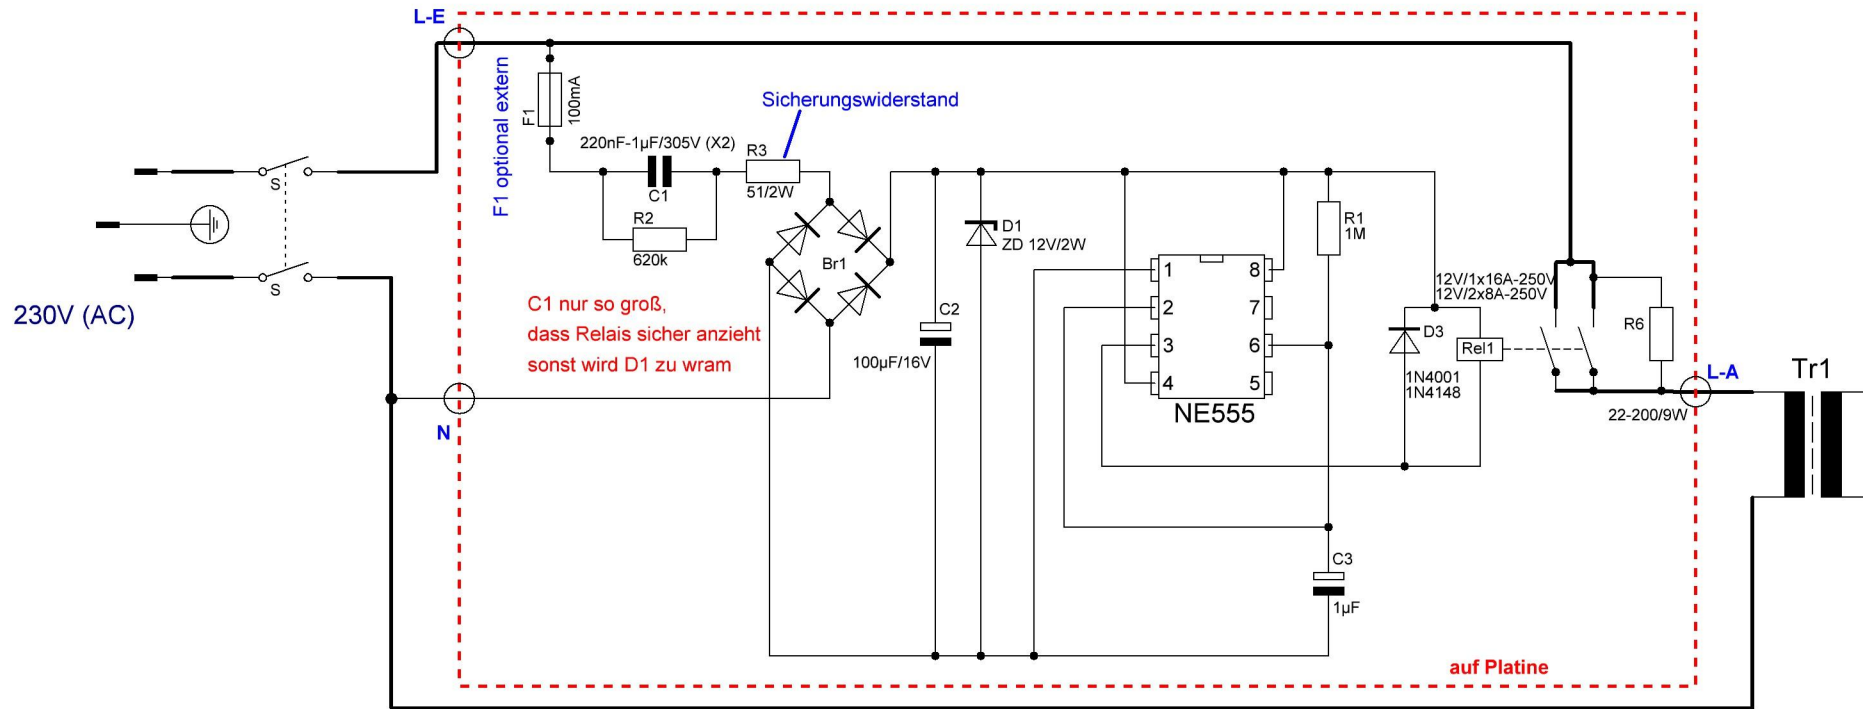 L-E
F1 optional extern
F1
100mA
Sicherungswiderstand
220nF-1µF/305V (X2)
C1
R3
51/2W
R2
620k
S
S
230V (AC)
Br1
C1 nur so groß,
dass Relais sicher anzieht
sonst wird D1 zu wram
N
D1
ZD 12V/2W
C2
100µF/16V
R1
1M
1 8
2 7
3 6
4 5
NE555
12V/1x16A-250V
12V/2x8A-250V
D3
1N4001
1N4148
Rel1
R6
22-200/9W
L-A
Tr1
C3
1µF
auf Platine